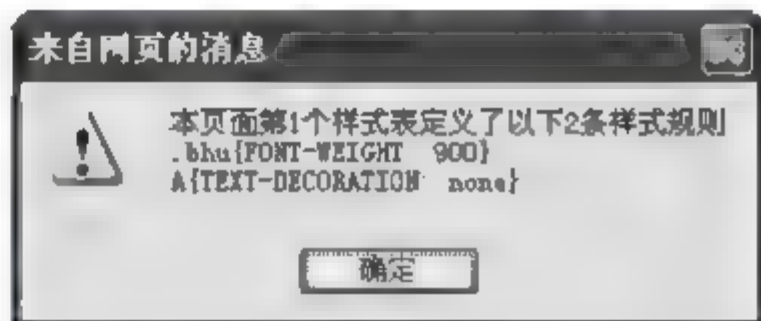 来自网页的消息
本页面第1个样式表定义了以下2条样式规则
.bhu{FONT-WEIGHT 900}
A{TEXT-DECORATION none}
确定